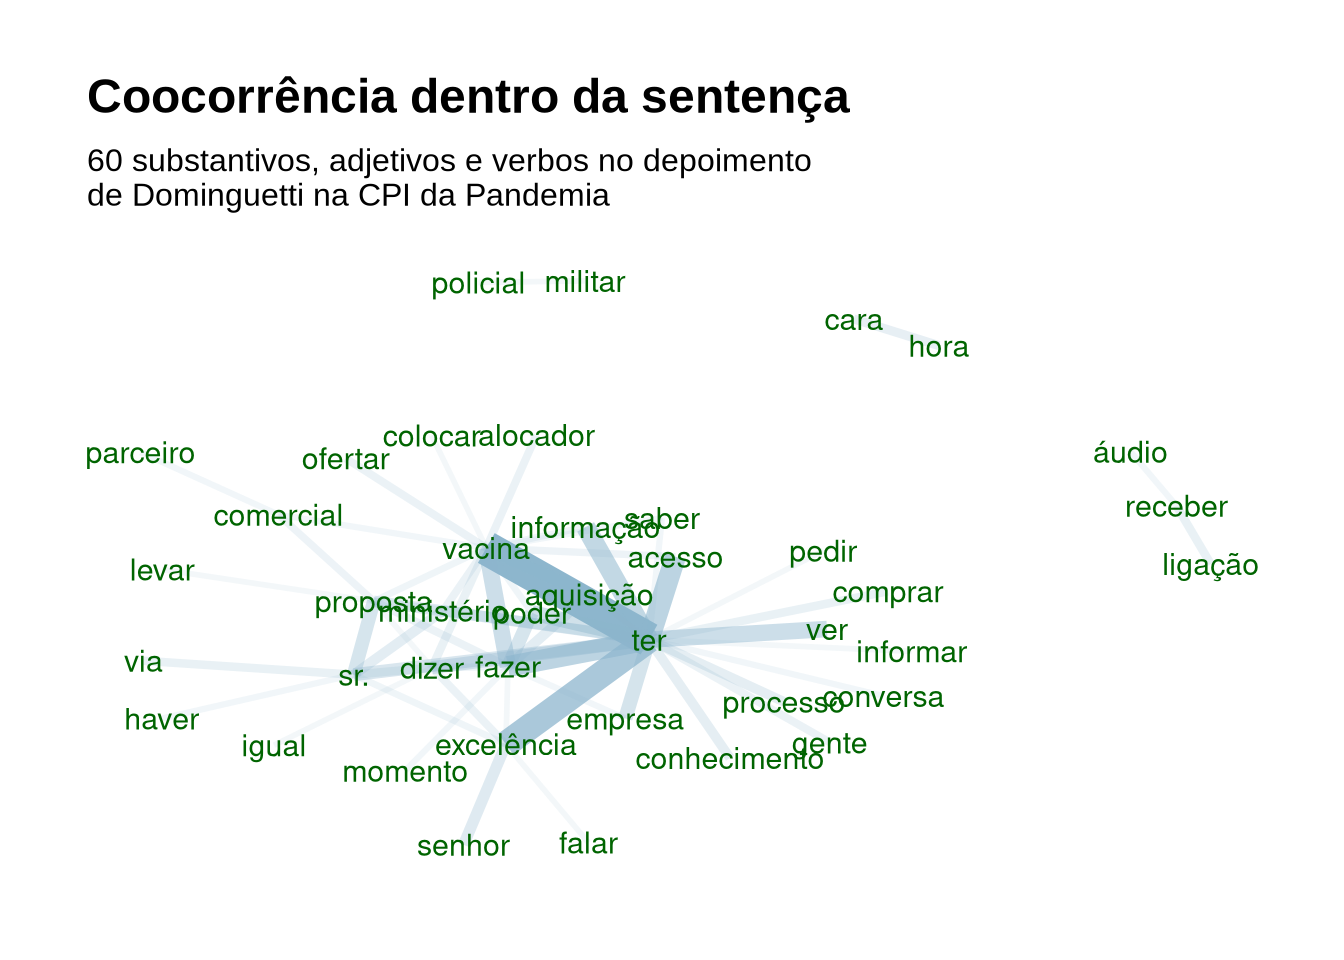 Coocorrência dentro da sentença
60 substantivos, adjetivos e verbos no depoimento
de Dominguetti na CPI da Pandemia
policial
militar
cara
hora
colocar
alocador
parceiro
ofertar
áudio
receber
comercial
saber
informação
vacina
acesso
pedir
ligação
levar
aquisição
comprar
proposta
ministério
poder
ver
ter
informar
via
sr.
dizer
fazer
conversa
processo
haver
empresa
igual
excelência
gente
momento
conhecimento
senhor
falar